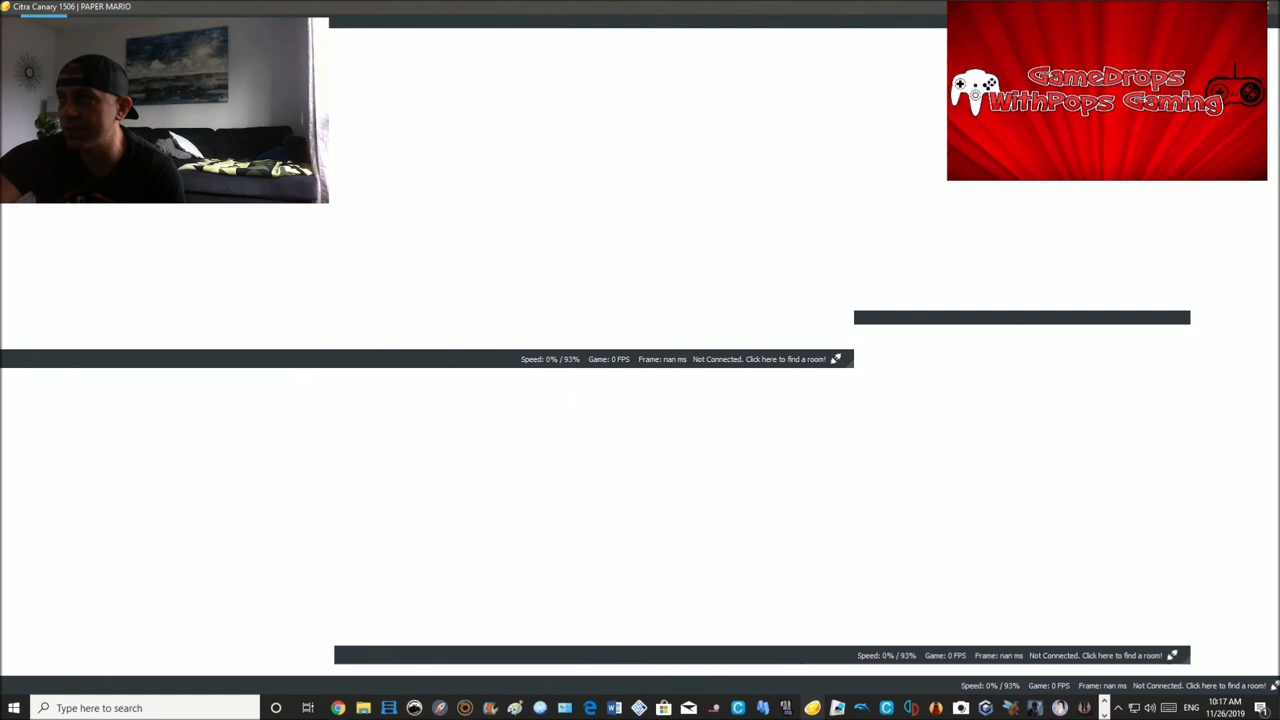 Citra Canary 1506 | PAPER MARIO
GameDrops
WithPops Gaming
Speed: 0% / 93% Game: 0 FPS Frame: nan ms Not Connected. Click here to find a room!
Speed: 0% / 93% Game: 0 FPS Frame: nan ms Not Connected. Click here to find a room!
Speed: 0% / 93% Game: 0 FPS Frame: nan ms Not Connected. Click here to find a room!
Type here to search
ENG
10:17 AM
11/26/2019
1